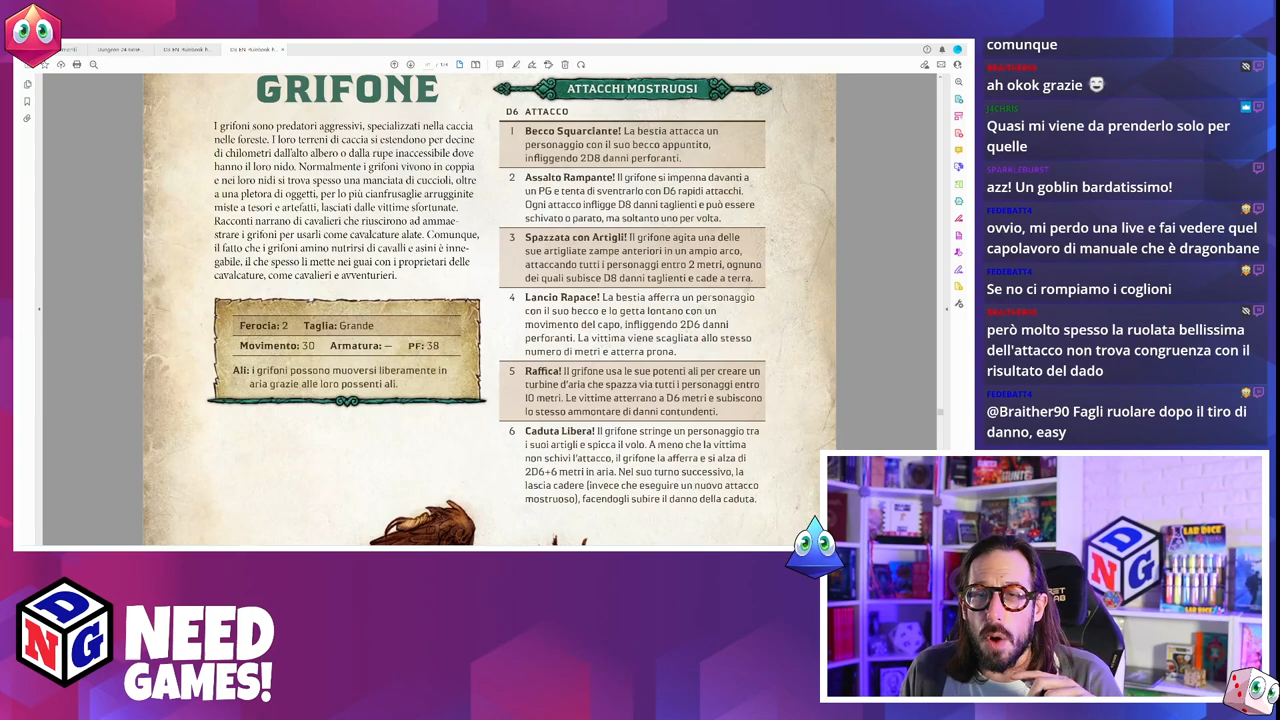 GRIFONE
I grifoni sono predatori aggressivi, specializzati nella caccia
nelle foreste. I loro terreni di caccia si estendono per decine
di chilometri dall'alto albero o dalla rupe inaccessibile dove
hanno il loro nido. Normalmente i grifoni vivono in coppia
e nei loro nidi si trova spesso una manciata di cuccioli, oltre
a una pletora di oggetti, per lo più cianfrusaglie arrugginite
miste a tesori e artefatti, lasciati dalle vittime sfortunate.
Racconti narrano di cavalieri che riuscirono ad ammae-
strare i grifoni per usarli come cavalcature alate. Comunque,
il fatto che i grifoni amino nutrirsi di cavalli e asini è inne-
gabile, il che spesso li mette nei guai con i proprietari delle
cavalcature, come cavalieri e avventurieri.
Ferocia: 2 Taglia: Grande
Movimento: 30 Armatura: — PF: 38
Ali: i grifoni possono muoversi liberamente in
aria grazie alle loro possenti ali.
ATTACCHI MOSTRUOSI
D6 ATTACCO
1 Becco Squarciante! La bestia attacca un
personaggio con il suo becco appuntito,
infliggendo 2D8 danni perforanti.
2 Assalto Rampante! Il grifone si impenna davanti a
un PG e tenta di sventrarlo con D6 rapidi attacchi.
Ogni attacco infligge D8 danni taglienti e può essere
schivato o parato, ma soltanto uno per volta.
3 Spazzata con Artigli! Il grifone agita una delle
sue artigliate zampe anteriori in un ampio arco,
attaccando tutti i personaggi entro 2 metri, ognuno
dei quali subisce D8 danni taglienti e cade a terra.
4 Lancio Rapace! La bestia afferra un personaggio
con il suo becco e lo getta lontano con un
movimento del capo, infliggendo 2D6 danni
perforanti. La vittima viene scagliata allo stesso
numero di metri e atterra prona.
5 Raffica! Il grifone usa le sue potenti ali per creare un
turbine d'aria che spazza via tutti i personaggi entro
10 metri. Le vittime atterrano a D6 metri e subiscono
lo stesso ammontare di danni contundenti.
6 Caduta Libera! Il grifone stringe un personaggio tra
i suoi artigli e spicca il volo. A meno che la vittima
non schivi l'attacco, il grifone la afferra e si alza di
2D6+6 metri in aria. Nel suo turno successivo, la
lascia cadere (invece che eseguire un nuovo attacco
mostruoso), facendogli subire il danno della caduta.
comunque
BRAITHER90
ah okok grazie
J4CHRIS
Quasi mi viene da prenderlo solo per
quelle
SPARKLEBURST
azz! Un goblin bardatissimo!
FEDEBATT4
ovvio, mi perdo una live e fai vedere quel
capolavoro di manuale che è dragonbane
FEDEBATT4
Se no ci rompiamo i coglioni
BRAITHER90
però molto spesso la ruolata bellissima
dell'attacco non trova congruenza con il
risultato del dado
FEDEBATT4
@Braither90 Fagli ruolare dopo il tiro di
danno, easy
D
N G
NEED
GAMES!
D
NG
LAB DICE
LAB DICE